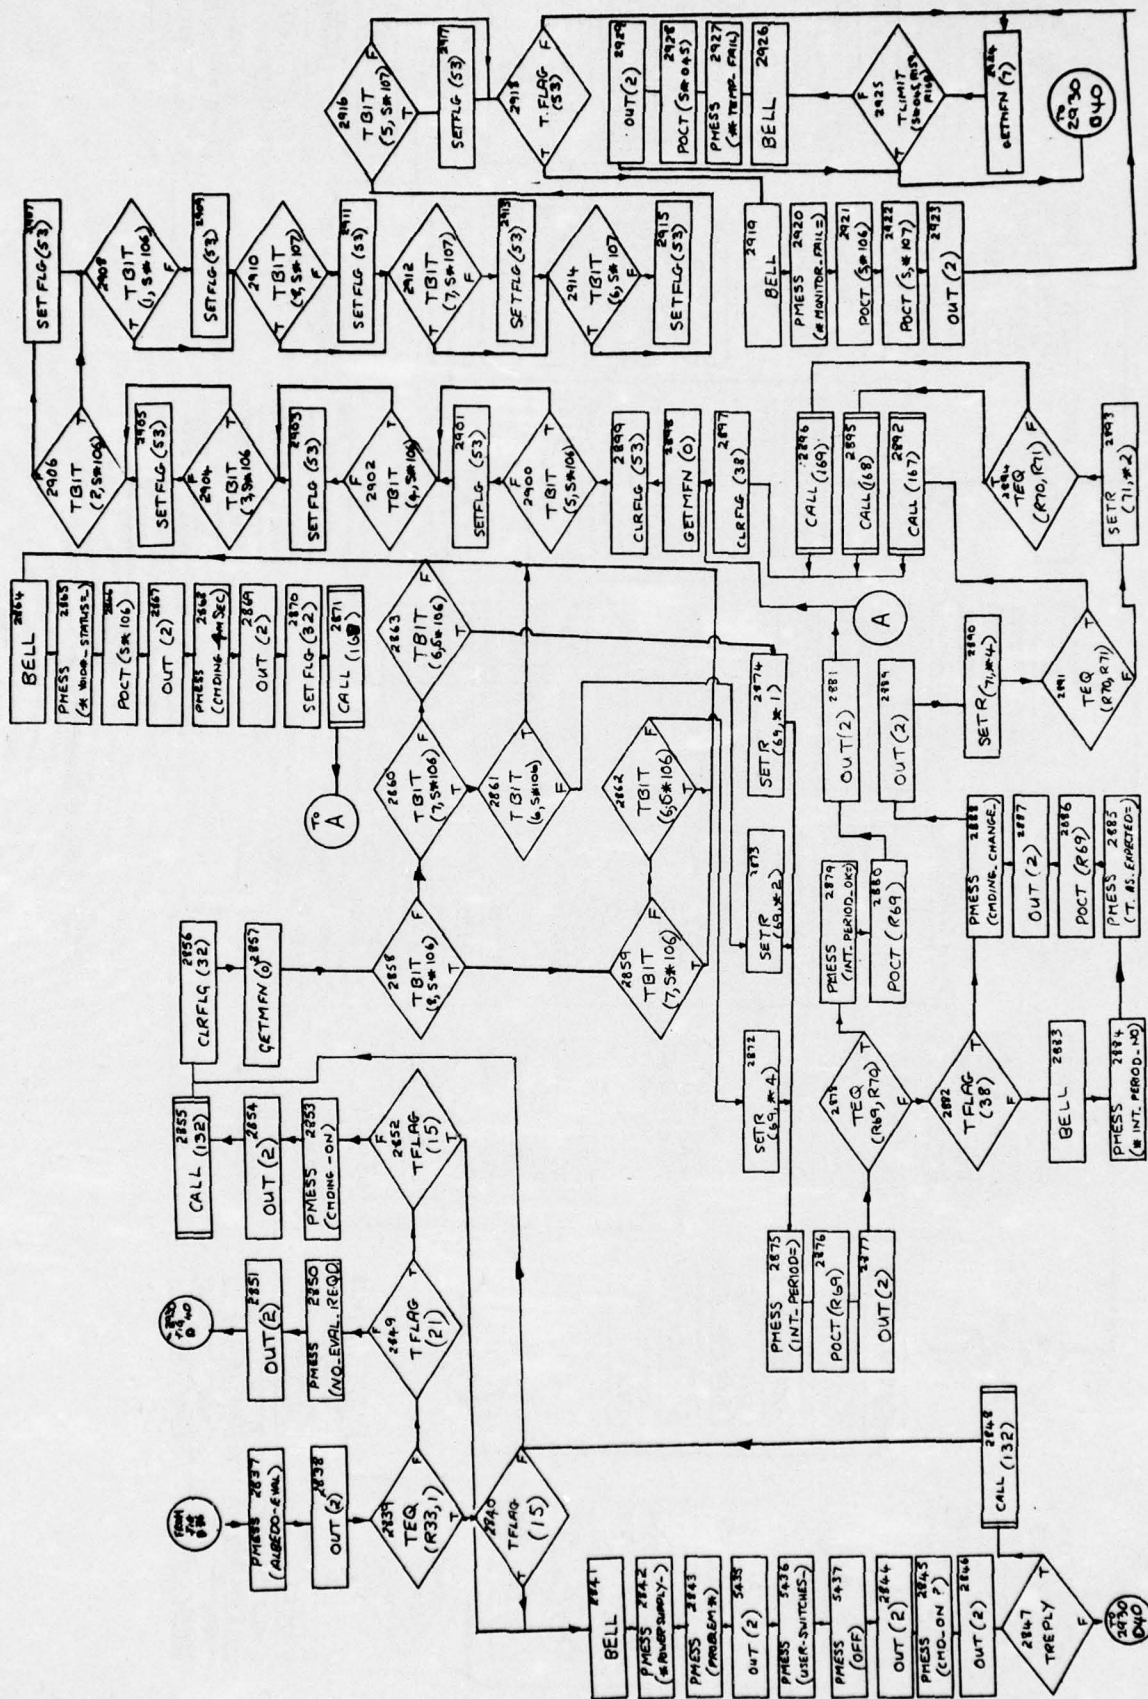 FROM
2837
PMESS
(ALBEDO-EVAL)
2838
OUT (2)
2839
TEQ
(R33,1)
F
T
2840
TFLAG
(15)
T
F
2841
BELL
2842
PMESS
(*POWER SUPPLY-)
2843
PMESS
(PROBLEM*)
5435
OUT (2)
5436
PMESS
(USER-SWITCHES-)
5437
PMESS
(OFF)
2844
OUT (2)
2845
PMESS
(CMD_ON ?)
2846
OUT (2)
2847
TREPLY
T
F
TO
2930
D40
2848
CALL
(132)
2849
TFLAG
(21)
F
T
2850
PMESS
(NO_EVAL_REQD)
2851
OUT (2)
2930
D 40
2852
TFLAG
(15)
F
T
2853
PMESS
(CMDING-ON)
2854
OUT (2)
2855
CALL (132)
2856
CLRFLG (32)
2857
GETMFN (0)
2858
TBIT
(8,S*106)
F
T
2859
TBIT
(7,S*106)
F
T
2860
TBIT
(7,S*106)
F
T
2861
TBIT
(6,S*106)
F
T
2862
TBIT
(6,S*106)
F
T
2863
TBIT
(6,S*106)
F
T
2864
BELL
2865
PMESS
2866
POCT (S*106)
2867
OUT (2)
2868
PMESS
2869
OUT (2)
2870
SETFLG (32)
2871
CALL
TO
A
2872
SETR
(69,*4)
2873
SETR
(69,*2)
2874
SETR
(69,*1)
2875
PMESS
(INT_PERIOD=)
2876
POCT (R69)
2877
OUT (2)
2878
TEQ
(R69,R70)
T
F
2879
PMESS
(INT. PERIOD_OK=)
2880
POCT (R69)
2881
OUT (2)
A
2882
TFLAG
(38)
T
F
2883
BELL
2884
PMESS
(* INT. PERIOD_NO)
2885
PMESS
(T. AS. EXPECTED=)
2886
POCT (R69)
2887
OUT (2)
2888
PMESS
(CMDING_CHANGE_)
2889
OUT (2)
2890
SETR (71,*4)
2891
TEQ
(R70,R71)
T
F
2892
CALL (167)
2893
SETR
(71,*2)
2894
TEQ
(R70,R71)
F
T
2895
CALL (168)
2896
CALL (169)
2897
CLRFLG (38)
2898
GETMFN (0)
2899
CLRFLG (53)
2900
TBIT
(5,S*106)
F
T
2901
SETFLG (53)
2902
TBIT
(4,S*106)
F
T
2903
SETFLG (53)
2904
TBIT
(3,S*106
F
T
2905
SETFLG (53)
2906
TBIT
(2,S*106)
F
T
2907
SETFLG (53)
2908
TBIT
(1,S*106)
T
F
2909
SETFLG (53)
2910
TBIT
(8,S*107)
T
F
2911
SETFLG (53)
2912
TBIT
(7,S*107)
T
F
2913
SETFLG (53)
2914
TBIT
(6,S*107
T
F
2915
SETFLG (53)
2916
TBIT
(5,S*107)
F
T
2917
SETFLG (53)
2918
T.FLAG
(53)
F
T
2919
BELL
2920
PMESS
(*MONITOR_FAIL=)
2921
POCT (S,*106)
2922
POCT (S,*107)
2923
OUT (2)
2924
GETMFN (7)
2925
TLIMIT
F
T
2926
BELL
2927
PMESS
(*TEMP. FAIL)
2928
POCT (S*045)
2929
OUT (2)
TO
2930
D40